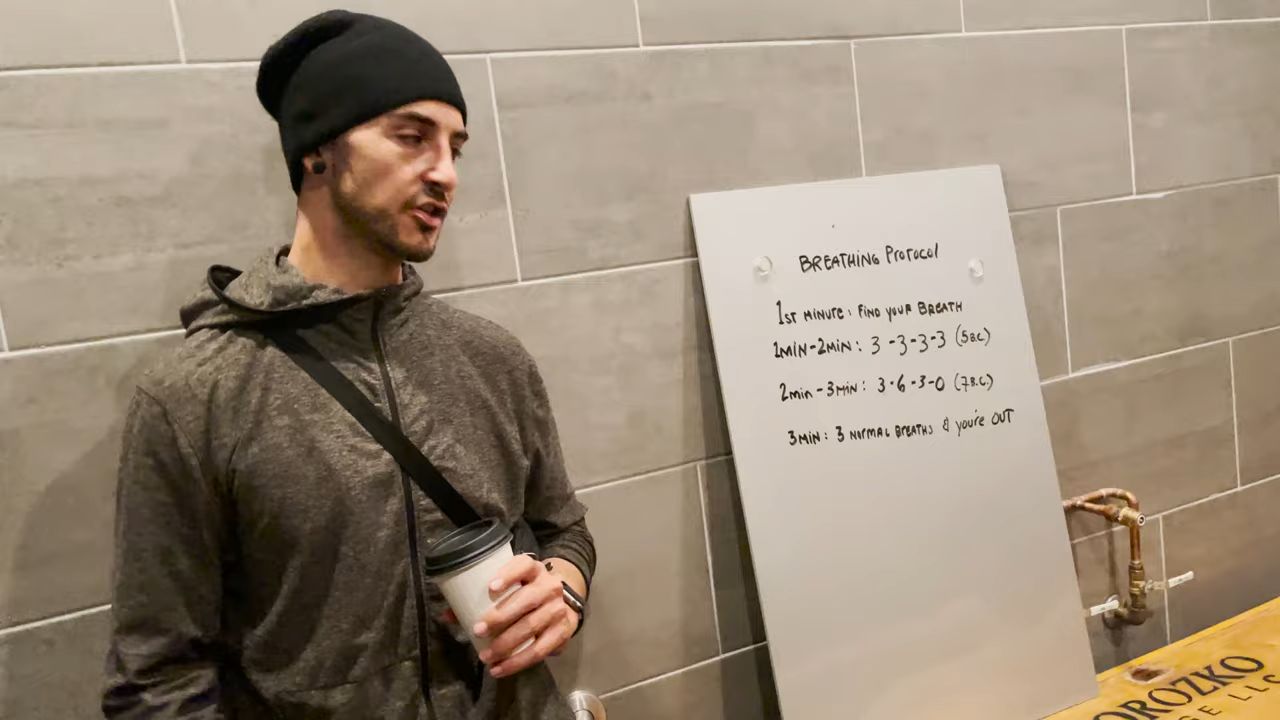 BREATHING Protocol
1st minute: Find your Breath
1min-2min: 3-3-3-3 (5B.C.)
2min-3min: 3-6-3-0 (7B.C.)
3min: 3 normal breaths & you're OUT
OROZKO
LLC